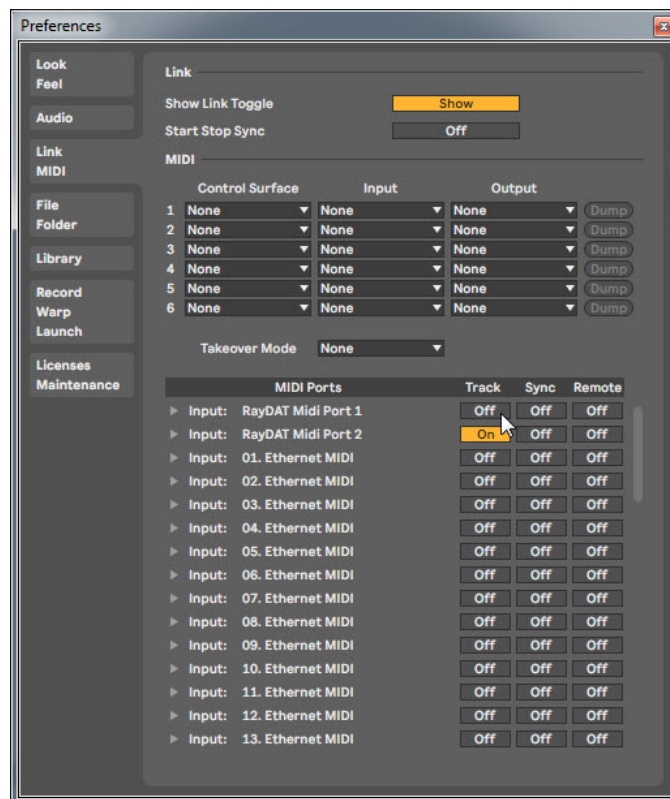 Preferences
Look
Feel
Audio
Link
MIDI
File
Folder
Library
Record
Warp
Launch
Licenses
Maintenance
Link
Show Link Toggle Show
Start Stop Sync Off
MIDI
Control Surface Input Output
1 None None None Dump
2 None None None Dump
3 None None None Dump
4 None None None Dump
5 None None None Dump
6 None None None Dump
Takeover Mode None
MIDI Ports Track Sync Remote
Input: RayDAT Midi Port 1 Off Off Off
Input: RayDAT Midi Port 2 On Off Off
Input: 01. Ethernet MIDI Off Off Off
Input: 02. Ethernet MIDI Off Off Off
Input: 03. Ethernet MIDI Off Off Off
Input: 04. Ethernet MIDI Off Off Off
Input: 05. Ethernet MIDI Off Off Off
Input: 06. Ethernet MIDI Off Off Off
Input: 07. Ethernet MIDI Off Off Off
Input: 08. Ethernet MIDI Off Off Off
Input: 09. Ethernet MIDI Off Off Off
Input: 10. Ethernet MIDI Off Off Off
Input: 11. Ethernet MIDI Off Off Off
Input: 12. Ethernet MIDI Off Off Off
Input: 13. Ethernet MIDI Off Off Off